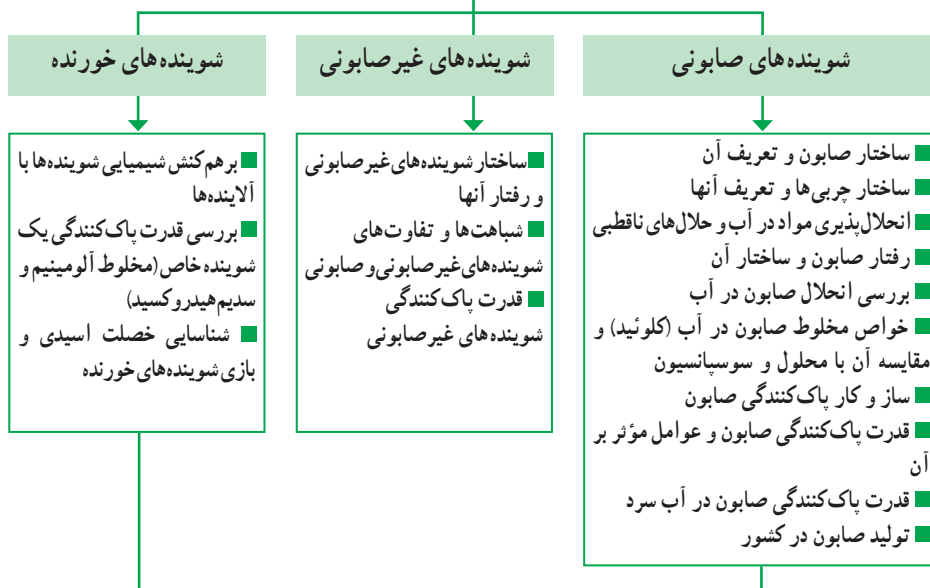 شوینده‌های صابونی
■ ساختار صابون و تعریف آن
■ ساختار چربی‌ها و تعریف آنها
■ انحلال‌پذیری مواد در آب و حلال‌های ناقطبی
■ رفتار صابون و ساختار آن
■ بررسی انحلال صابون در آب
■ خواص مخلوط صابون در آب (کلوئید) و
مقایسه آن با محلول و سوسپانسیون
■ ساز و کار پاک‌کنندگی صابون
■ قدرت پاک‌کنندگی صابون و عوامل مؤثر بر
آن
■ قدرت پاک‌کنندگی صابون در آب سرد
■ تولید صابون در کشور
شوینده‌های غیرصابونی
■ ساختار شوینده‌های غیرصابونی
و رفتار آنها
■ شباهت‌ها و تفاوت‌های
شوینده‌های غیرصابونی و صابونی
■ قدرت پاک‌کنندگی
شوینده‌های غیرصابونی
شوینده‌های خورنده
■ برهم‌کنش شیمیایی شوینده‌ها با
آلاینده‌ها
■ بررسی قدرت پاک‌کنندگی یک
شوینده خاص (مخلوط آلومینیم و
سدیم هیدروکسید)
■ شناسایی خصلت اسیدی و
بازی شوینده‌های خورنده